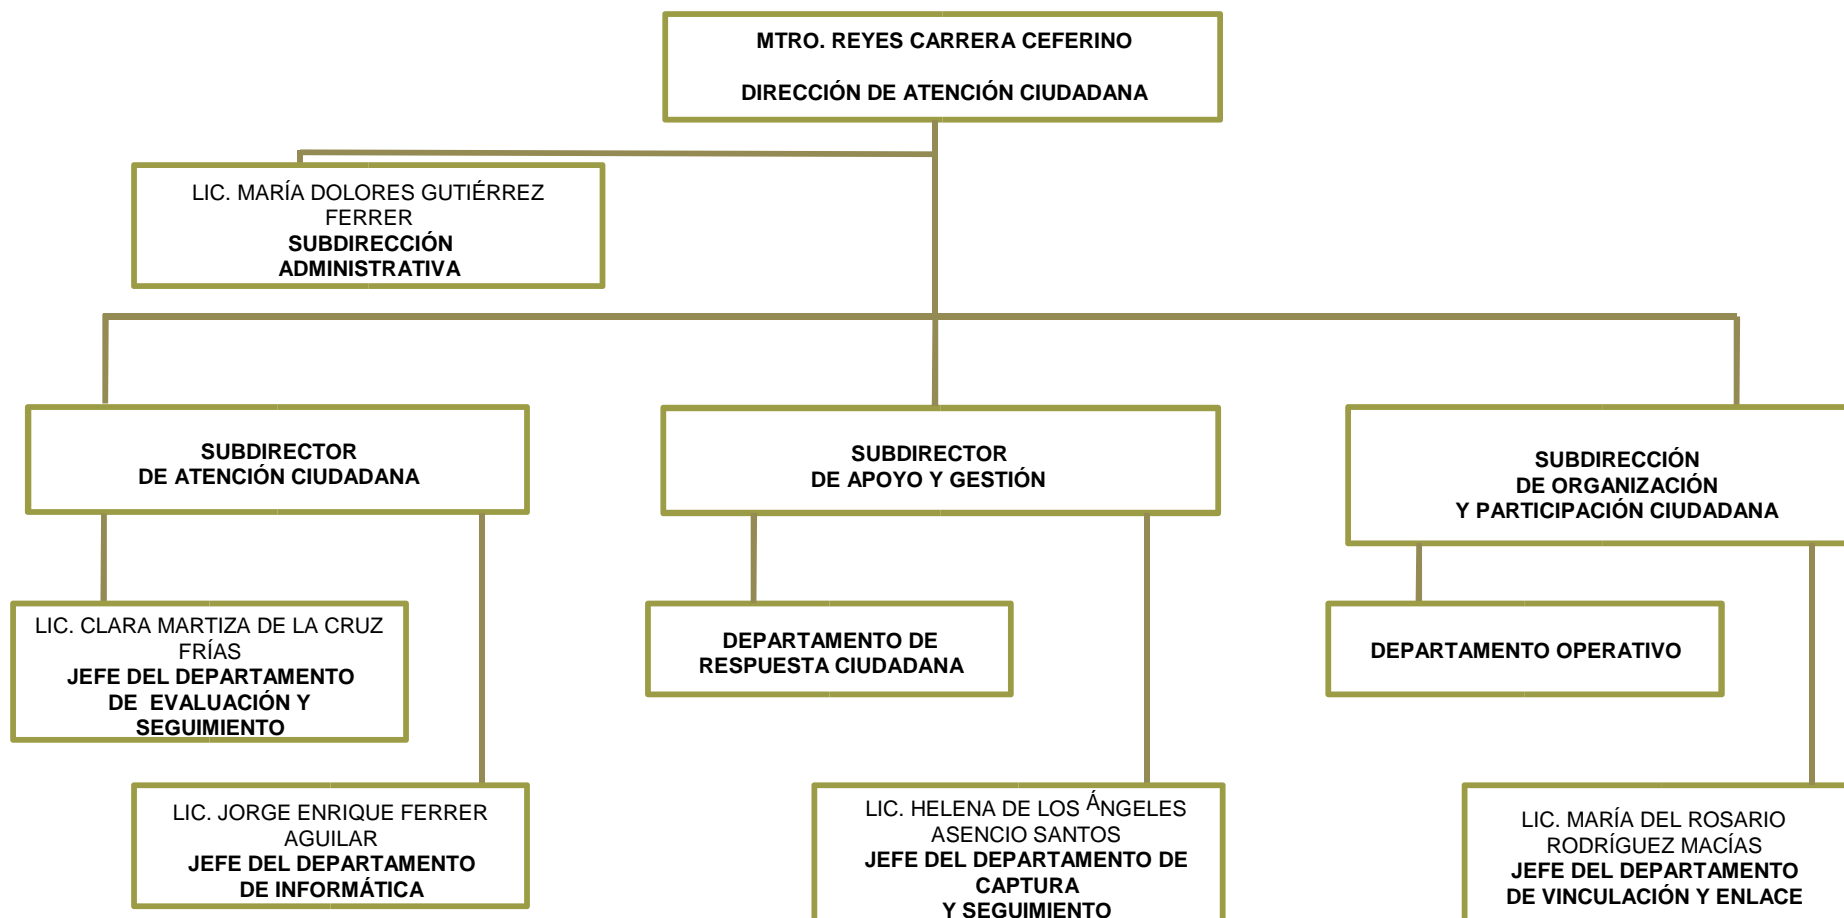 MTRO. REYES CARRERA CEFERINO
DIRECCIÓN DE ATENCIÓN CIUDADANA
LIC. MARÍA DOLORES GUTIÉRREZ
FERRER
SUBDIRECCIÓN
ADMINISTRATIVA
SUBDIRECTOR
DE ATENCIÓN CIUDADANA
SUBDIRECTOR
DE APOYO Y GESTIÓN
SUBDIRECCIÓN
DE ORGANIZACIÓN
Y PARTICIPACIÓN CIUDADANA
LIC. CLARA MARTIZA DE LA CRUZ
FRÍAS
JEFE DEL DEPARTAMENTO
DE EVALUACIÓN Y
SEGUIMIENTO
DEPARTAMENTO DE
RESPUESTA CIUDADANA
DEPARTAMENTO OPERATIVO
LIC. JORGE ENRIQUE FERRER
AGUILAR
JEFE DEL DEPARTAMENTO
DE INFORMÁTICA
LIC. HELENA DE LOS ÁNGELES
ASENCIO SANTOS
JEFE DEL DEPARTAMENTO DE
CAPTURA
Y SEGUIMIENTO
LIC. MARÍA DEL ROSARIO
RODRÍGUEZ MACÍAS
JEFE DEL DEPARTAMENTO
DE VINCULACIÓN Y ENLACE